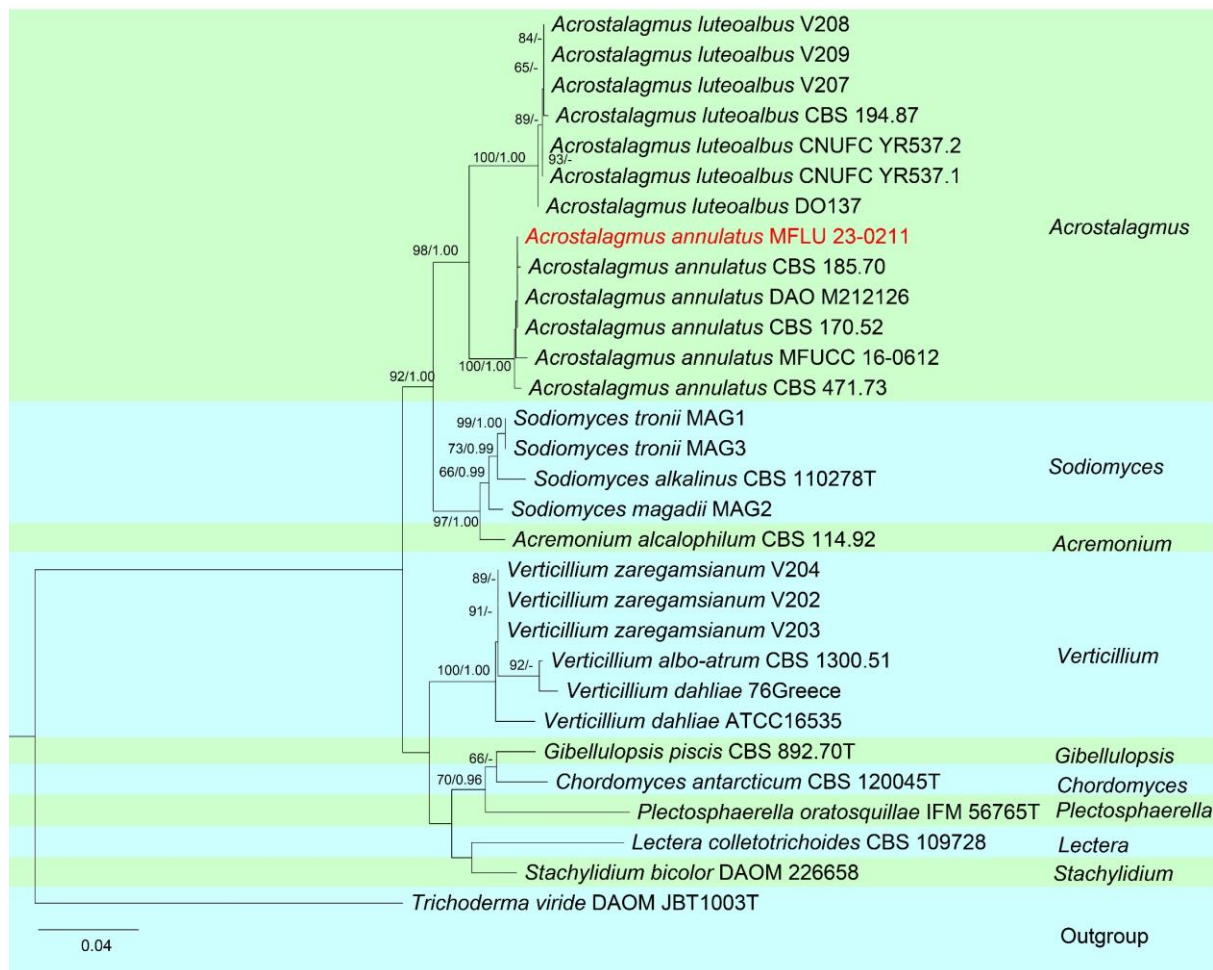 Acrostalagmus luteoalbus V208
84/-
Acrostalagmus luteoalbus V209
65/-
Acrostalagmus luteoalbus V207
Acrostalagmus luteoalbus CBS 194.87
89/-
Acrostalagmus luteoalbus CNUFC YR537.2
100/1.00
93/-
Acrostalagmus luteoalbus CNUFC YR537.1
Acrostalagmus luteoalbus DO137
Acrostalagmus
Acrostalagmus annulatus MFLU 23-0211
98/1.00
Acrostalagmus annulatus CBS 185.70
Acrostalagmus annulatus DAO M212126
Acrostalagmus annulatus CBS 170.52
Acrostalagmus annulatus MFUCC 16-0612
100/1.00
92/1.00
Acrostalagmus annulatus CBS 471.73
Sodiomyces tronii MAG1
99/1.00
Sodiomyces tronii MAG3
73/0.99
Sodiomyces
66/0.99
Sodiomyces alkalinus CBS 110278T
Sodiomyces magadii MAG2
97/1.00
Acremonium alcalophilum CBS 114.92
Acremonium
Verticillium zaregamsianum V204
89/-
Verticillium zaregamsianum V202
91/-
Verticillium zaregamsianum V203
Verticillium
Verticillium albo-atrum CBS 1300.51
92/-
100/1.00
Verticillium dahliae 76Greece
Verticillium dahliae ATCC16535
Gibellulopsis piscis CBS 892.70T
Gibellulopsis
66/-
Chordomyces antarcticum CBS 120045T
Chordomyces
70/0.96
Plectosphaerella oratosquillae IFM 56765T
Plectosphaerella
Lectera colletotrichoides CBS 109728
Lectera
Stachylidium bicolor DAOM 226658
Stachylidium
Trichoderma viride DAOM JBT1003T
Outgroup
0.04